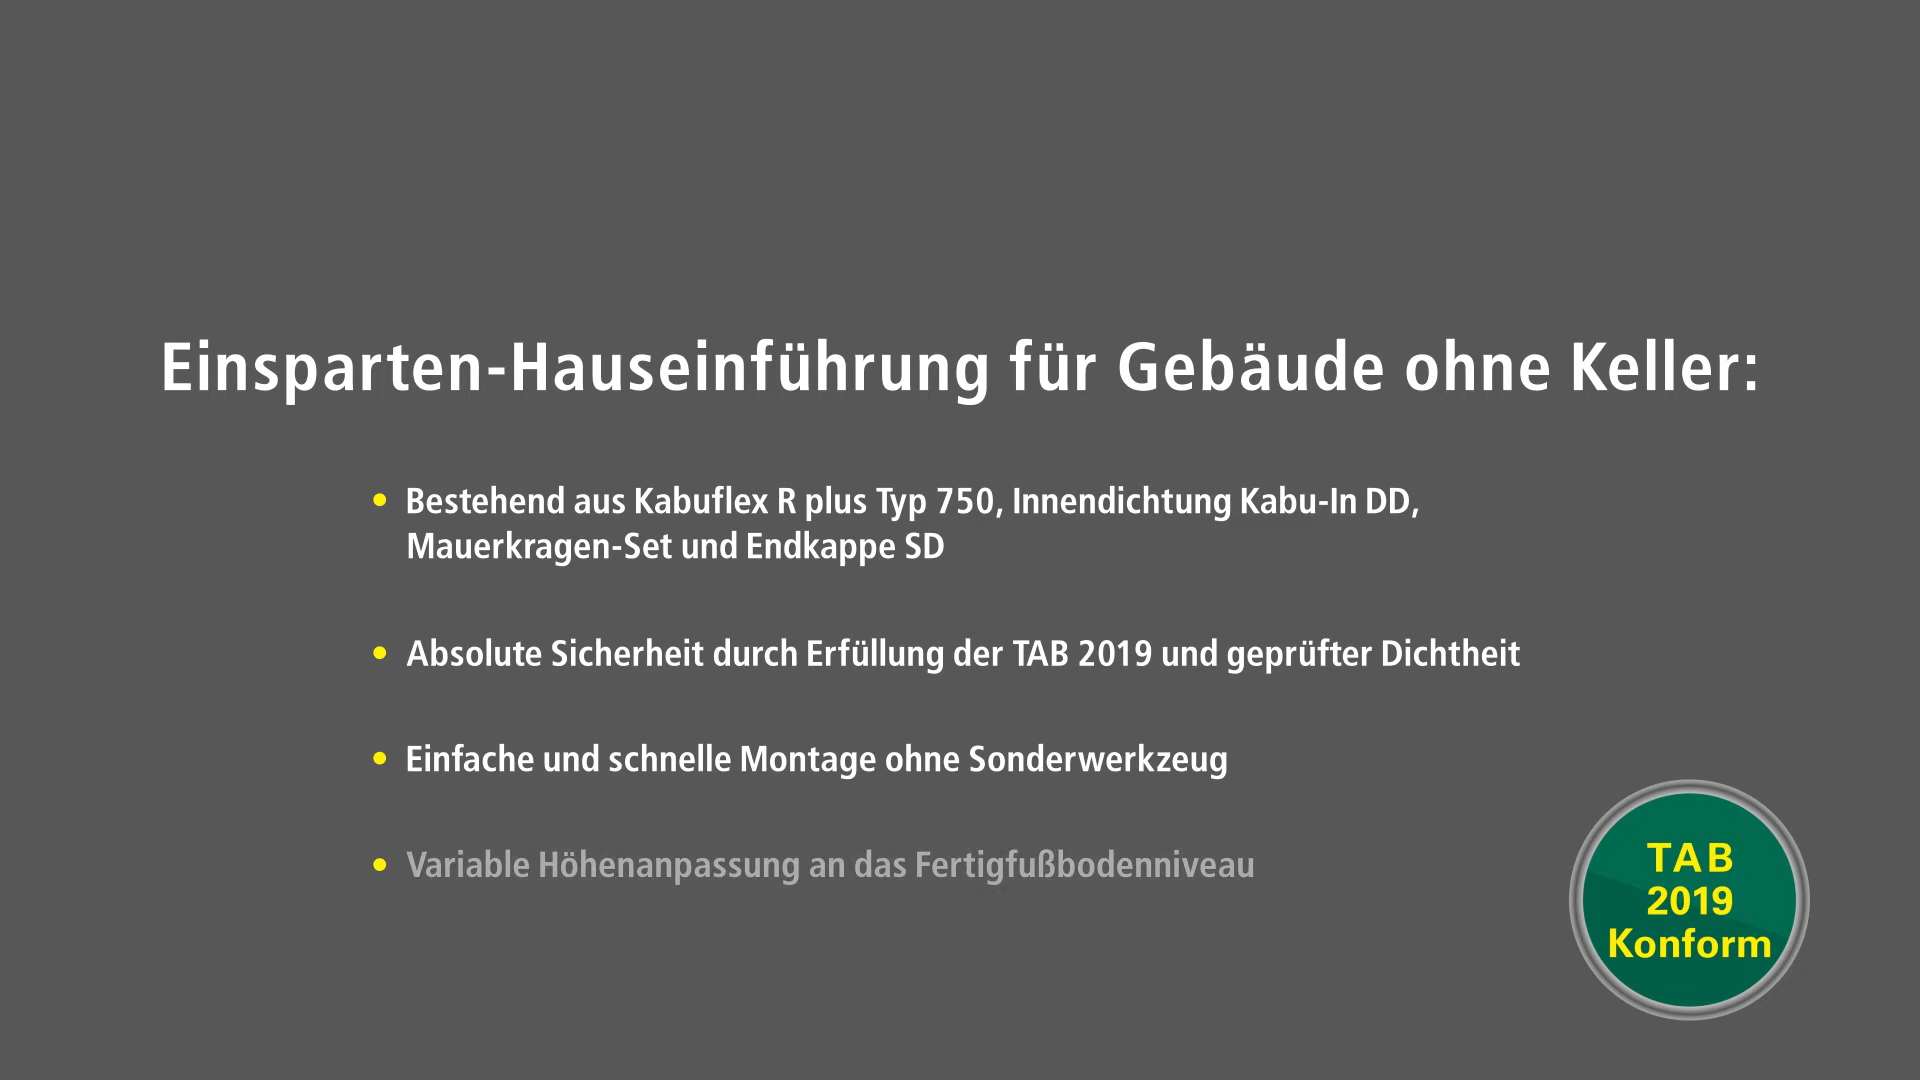 Einsparten-Hauseinführung für Gebäude ohne Keller:
• Bestehend aus Kabuflex R plus Typ 750, Innendichtung Kabu-In DD,
Mauerkragen-Set und Endkappe SD
• Absolute Sicherheit durch Erfüllung der TAB 2019 und geprüfter Dichtheit
• Einfache und schnelle Montage ohne Sonderwerkzeug
• Variable Höhenanpassung an das Fertigfußbodenniveau
TAB
2019
Konform